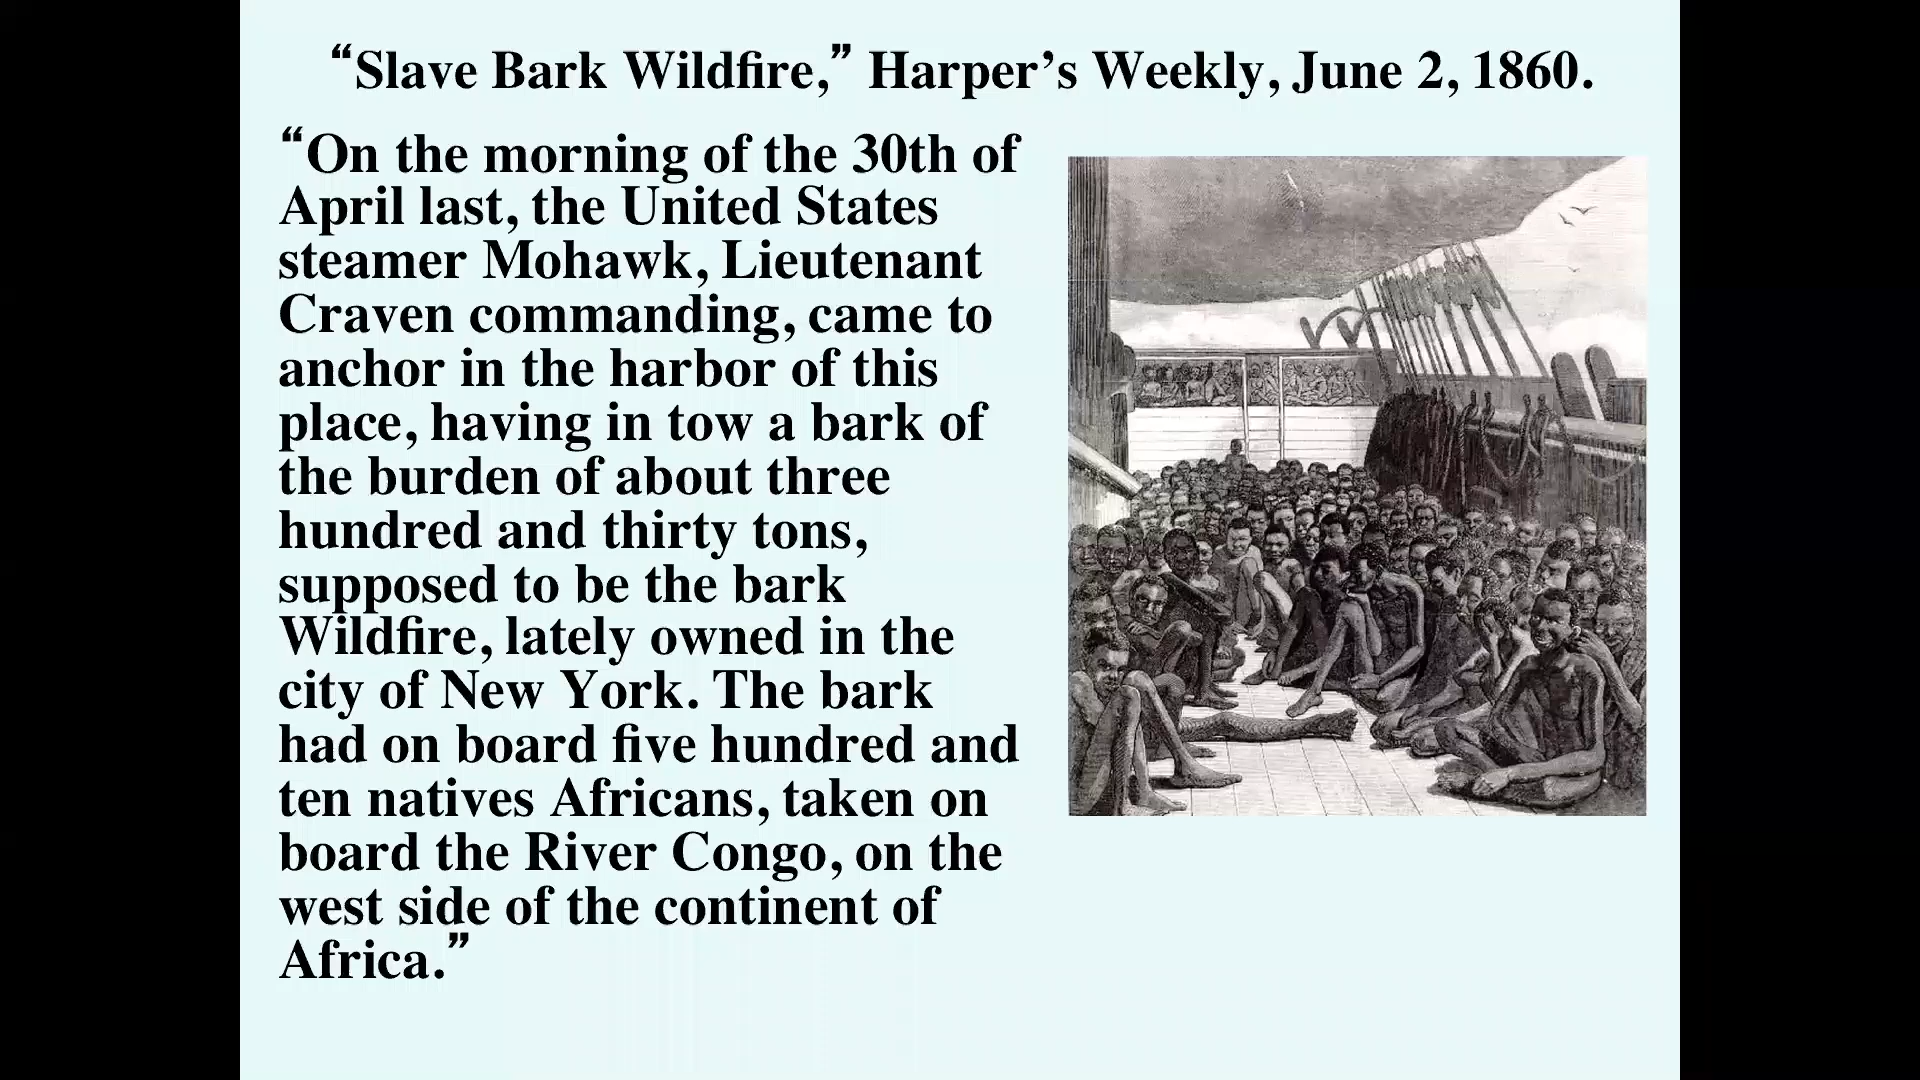 “Slave Bark Wildfire,” Harper’s Weekly, June 2, 1860.
“On the morning of the 30th of
April last, the United States
steamer Mohawk, Lieutenant
Craven commanding, came to
anchor in the harbor of this
place, having in tow a bark of
the burden of about three
hundred and thirty tons,
supposed to be the bark
Wildfire, lately owned in the
city of New York. The bark
had on board five hundred and
ten natives Africans, taken on
board the River Congo, on the
west side of the continent of
Africa.”